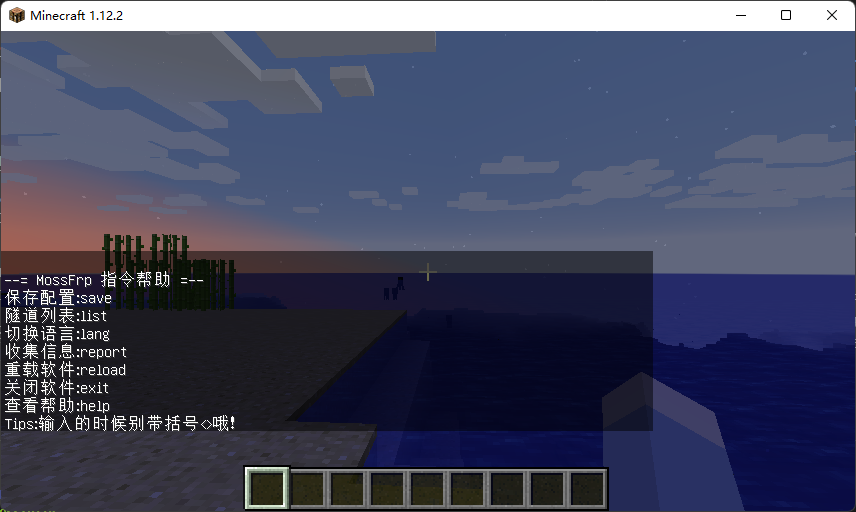 Minecraft 1.12.2
--= MossFrp 指令帮助 =--
保存配置:save
隧道列表:list
切换语言:lang
收集信息:report
重载软件:reload
关闭软件:exit
查看帮助:help
Tips:输入的时候别带括号<>哦!